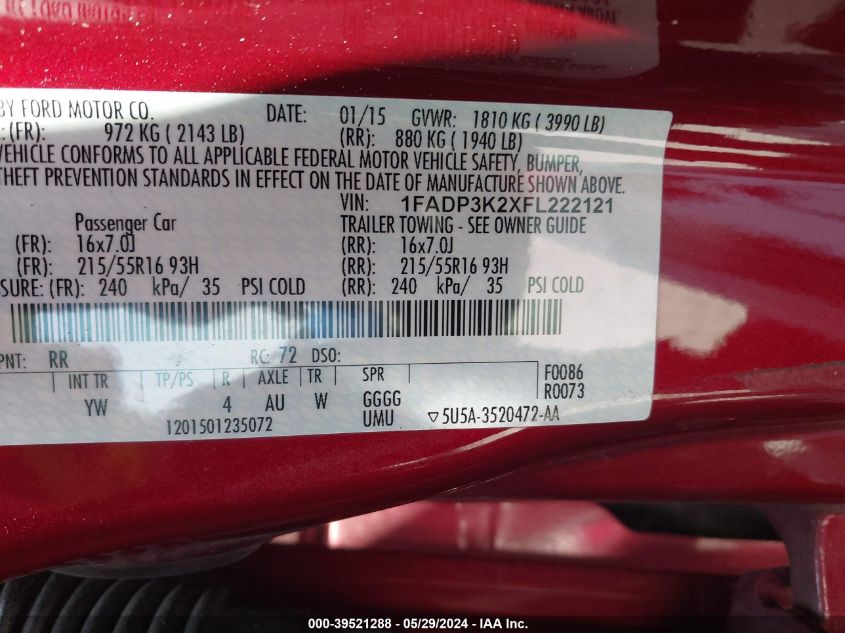 BY FORD MOTOR CO. DATE: 01/15 GVWR: 1810 KG ( 3990 LB)
(FR): 972 KG ( 2143 LB) (RR): 880 KG ( 1940 LB)
VEHICLE CONFORMS TO ALL APPLICABLE FEDERAL MOTOR VEHICLE SAFETY, BUMPER,
THEFT PREVENTION STANDARDS IN EFFECT ON THE DATE OF MANUFACTURE SHOWN ABOVE.
VIN: 1FADP3K2XFL222121
Passenger Car TRAILER TOWING - SEE OWNER GUIDE
(FR): 16x7.0J (RR): 16x7.0J
(FR): 215/55R16 93H (RR): 215/55R16 93H
SURE: (FR): 240 kPa/ 35 PSI COLD (RR): 240 kPa/ 35 PSI COLD
PNT: RR RC: 72 DSO:
INT TR TP/PS R AXLE TR SPR F0086
R0073
YW 4 AU W GGGG
UMU ▽5U5A-3520472-AA
1201501235072
000-39521288 - 05/29/2024 - IAA Inc.